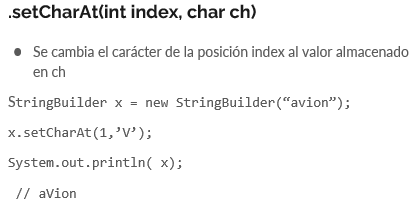 .setCharAt(int index, char ch)
● Se cambia el carácter de la posición index al valor almacenado
en ch
StringBuilder x = new StringBuilder(“avion”);
x.setCharAt(1,’V’);
System.out.println( x);
// aVion